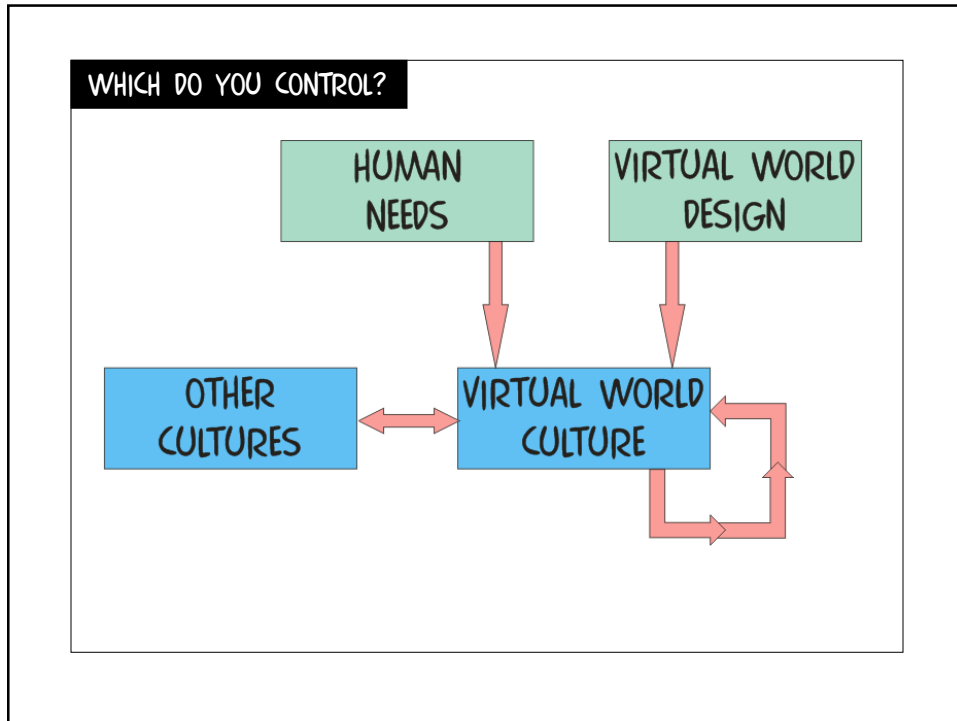 WHICH DO YOU CONTROL?
HUMAN
NEEDS
VIRTUAL WORLD
DESIGN
OTHER
CULTURES
VIRTUAL WORLD
CULTURE